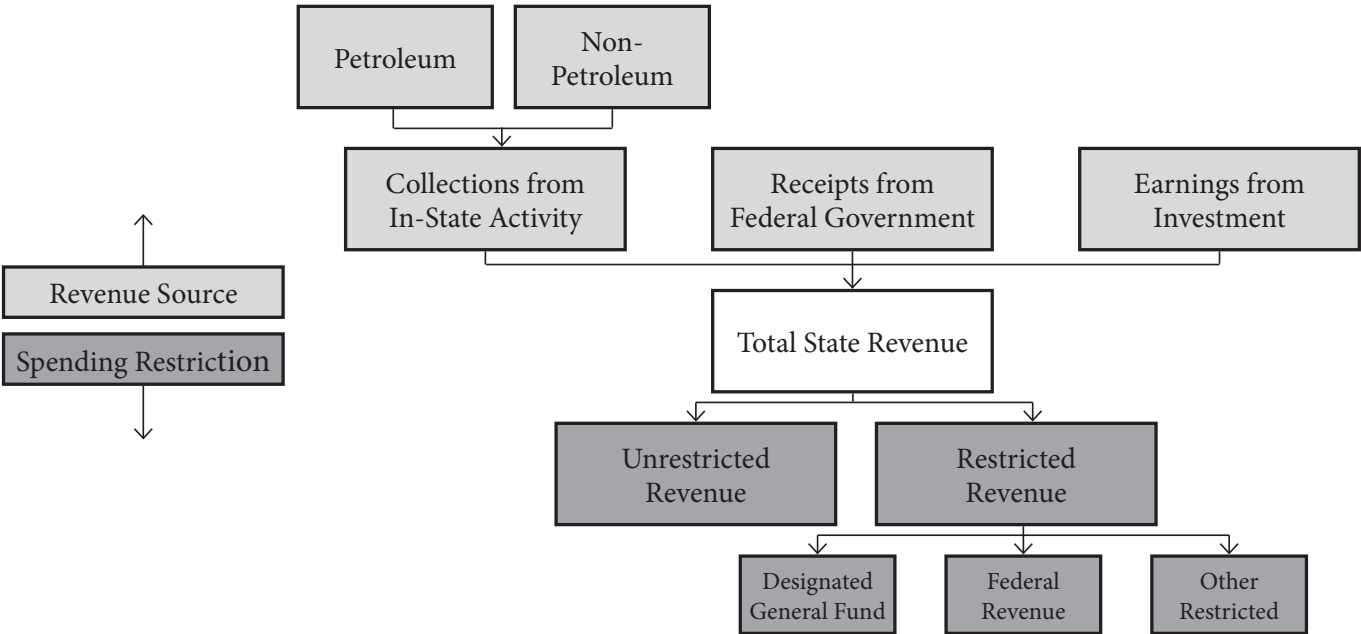 Petroleum
Non-
Petroleum
Collections from
In-State Activity
Receipts from
Federal Government
Earnings from
Investment
Revenue Source
Spending Restriction
Total State Revenue
Unrestricted
Revenue
Restricted
Revenue
Designated
General Fund
Federal
Revenue
Other
Restricted